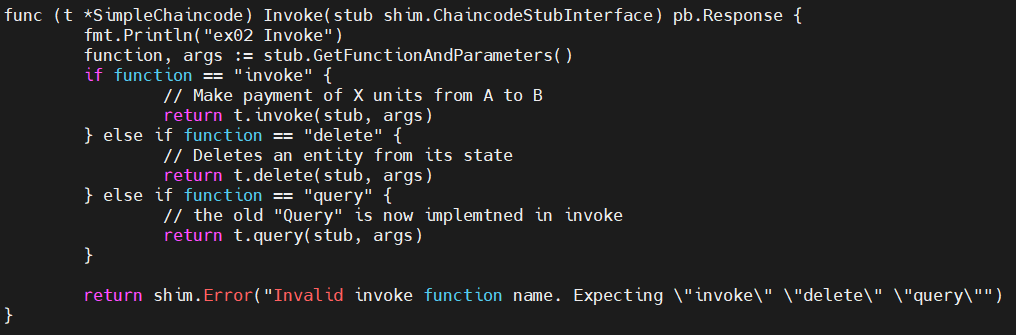 func (t *SimpleChaincode) Invoke(stub shim.ChaincodeStubInterface) pb.Response {
        fmt.Println("ex02 Invoke")
        function, args := stub.GetFunctionAndParameters()
        if function == "invoke" {
                // Make payment of X units from A to B
                return t.invoke(stub, args)
        } else if function == "delete" {
                // Deletes an entity from its state
                return t.delete(stub, args)
        } else if function == "query" {
                // the old "Query" is now implemtned in invoke
                return t.query(stub, args)
        }

        return shim.Error("Invalid invoke function name. Expecting \"invoke\" \"delete\" \"query\"")
}